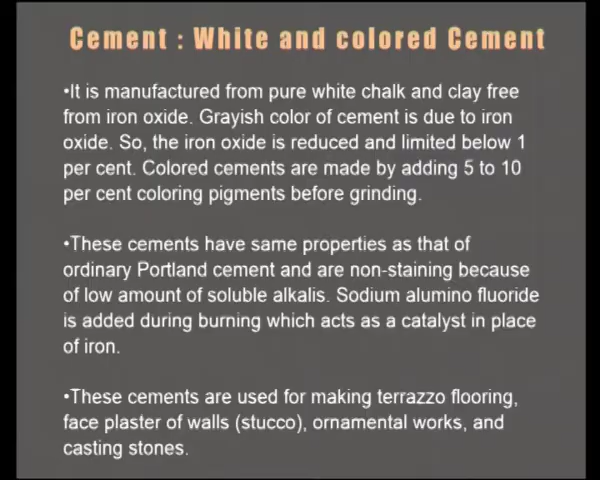 Cement : White and colored Cement
•It is manufactured from pure white chalk and clay free
from iron oxide. Grayish color of cement is due to iron
oxide. So, the iron oxide is reduced and limited below 1
per cent. Colored cements are made by adding 5 to 10
per cent coloring pigments before grinding.
•These cements have same properties as that of
ordinary Portland cement and are non-staining because
of low amount of soluble alkalis. Sodium alumino fluoride
is added during burning which acts as a catalyst in place
of iron.
•These cements are used for making terrazzo flooring,
face plaster of walls (stucco), ornamental works, and
casting stones.